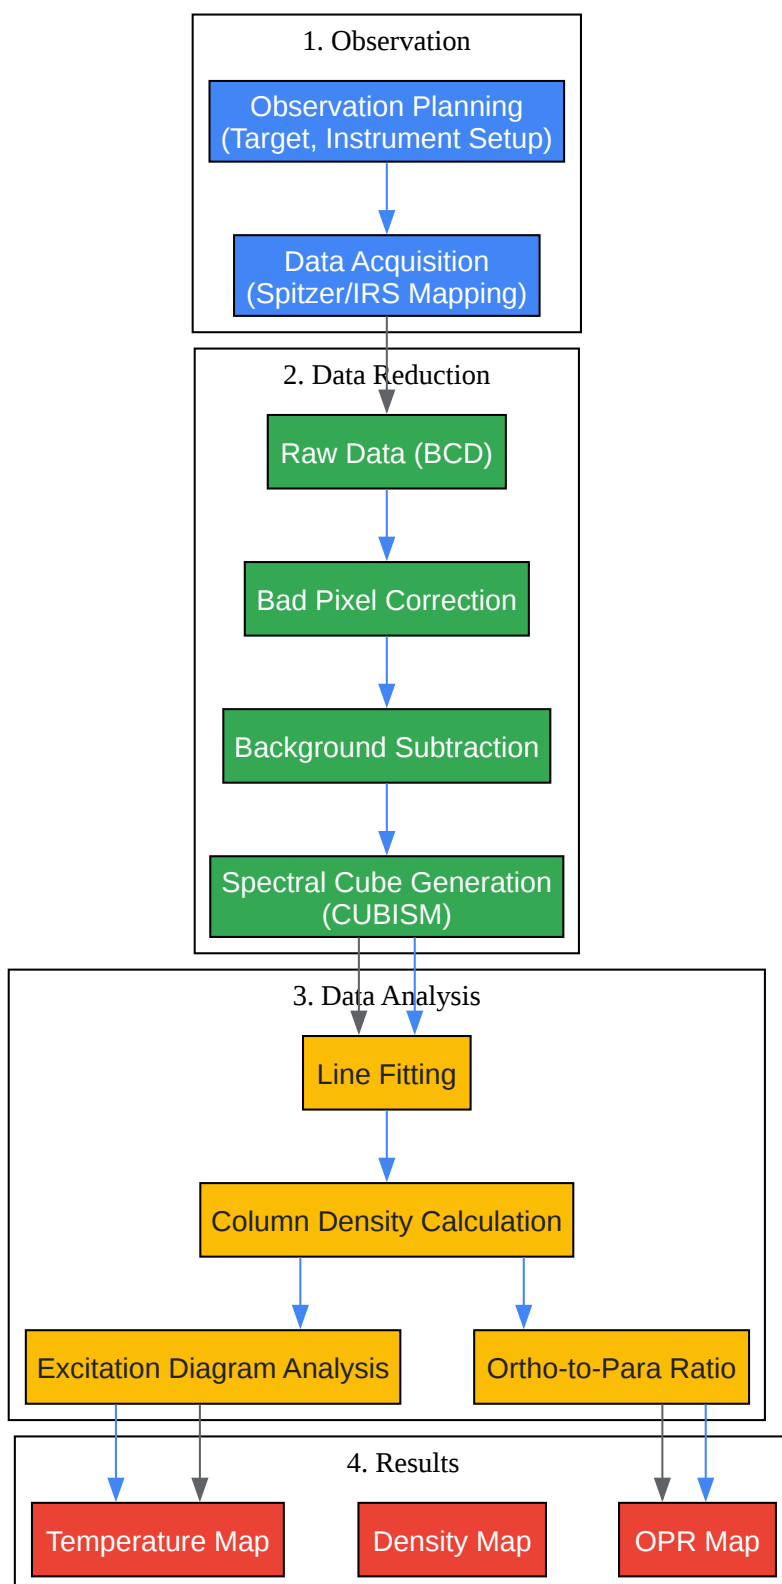 1. Observation
Observation Planning
(Target, Instrument Setup)
Data Acquisition
(Spitzer/IRS Mapping)
2. Data Reduction
Raw Data (BCD)
Bad Pixel Correction
Background Subtraction
Spectral Cube Generation
(CUBISM)
3. Data Analysis
Line Fitting
Column Density Calculation
Excitation Diagram Analysis
Ortho-to-Para Ratio
4. Results
Temperature Map
Density Map
OPR Map